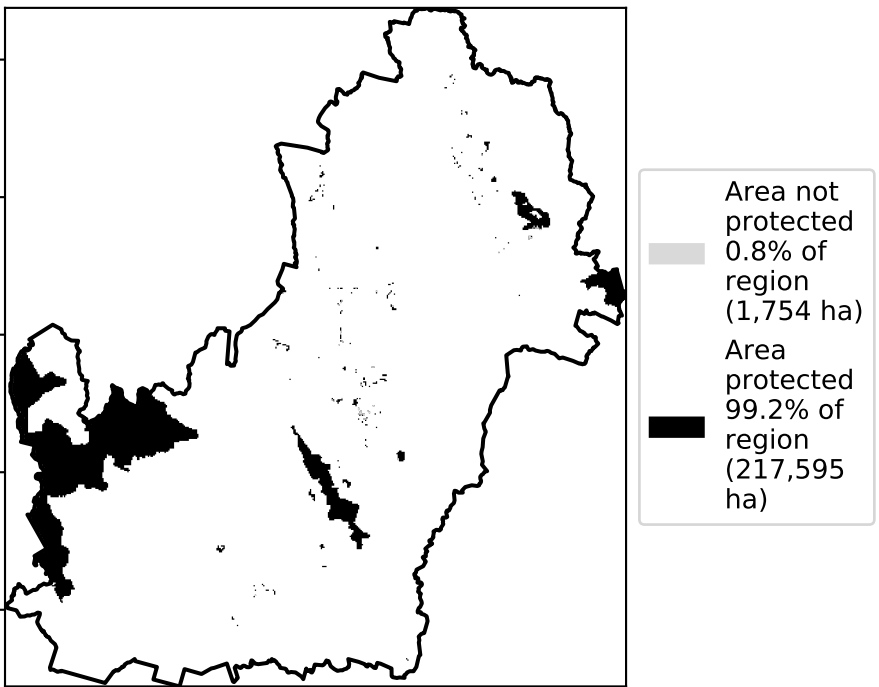 Area not
protected
0.8% of
region
(1,754 ha)
Area
protected
99.2% of
region
(217,595
ha)